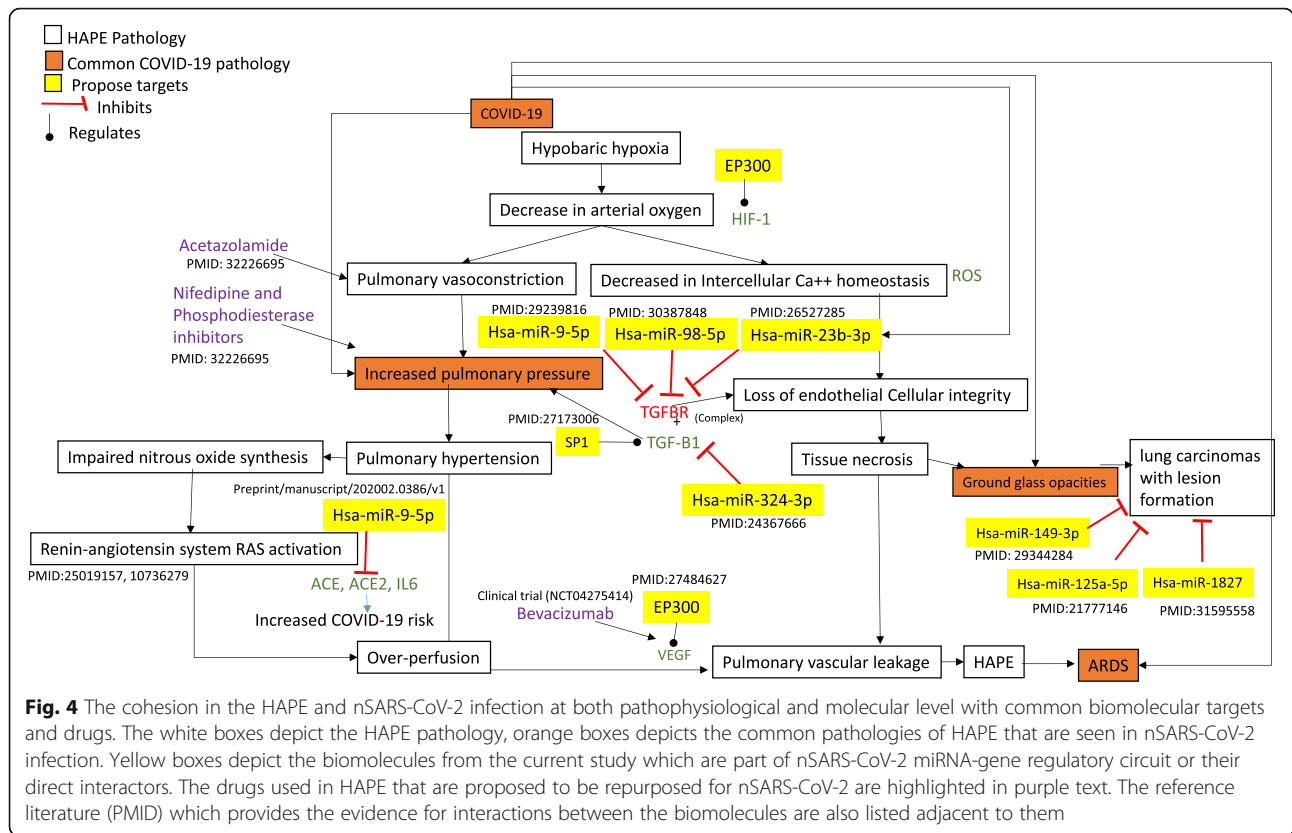 HAPE Pathology
Common COVID-19 pathology
Propose targets
Inhibits
Regulates
COVID-19
Hypobaric hypoxia
EP300
Decrease in arterial oxygen
HIF-1
Acetazolamide
PMID: 32226695
Pulmonary vasoconstriction
Decreased in Intercellular Ca++ homeostasis
ROS
Nifedipine and
Phosphodiesterase
inhibitors
PMID: 32226695
PMID:29239816
PMID: 30387848
PMID:26527285
Hsa-miR-9-5p
Hsa-miR-98-5p
Hsa-miR-23b-3p
Increased pulmonary pressure
Loss of endothelial Cellular integrity
TGFBR
+
(Complex)
TGF-B1
PMID:27173006
SP1
Impaired nitrous oxide synthesis
Pulmonary hypertension
Tissue necrosis
Ground glass opacities
lung carcinomas
with lesion
formation
Preprint/manuscript/202002.0386/v1
Hsa-miR-9-5p
Hsa-miR-324-3p
PMID:24367666
Hsa-miR-149-3p
PMID: 29344284
Renin-angiotensin system RAS activation
PMID:25019157, 10736279
ACE, ACE2, IL6
Increased COVID-19 risk
Hsa-miR-125a-5p
PMID:21777146
Hsa-miR-1827
PMID:31595558
PMID:27484627
Clinical trial (NCT04275414)
Bevacizumab
EP300
VEGF
Over-perfusion
Pulmonary vascular leakage
HAPE
ARDS
Fig. 4 The cohesion in the HAPE and nSARS-CoV-2 infection at both pathophysiological and molecular level with common biomolecular targets
and drugs. The white boxes depict the HAPE pathology, orange boxes depicts the common pathologies of HAPE that are seen in nSARS-CoV-2
infection. Yellow boxes depict the biomolecules from the current study which are part of nSARS-CoV-2 miRNA-gene regulatory circuit or their
direct interactors. The drugs used in HAPE that are proposed to be repurposed for nSARS-CoV-2 are highlighted in purple text. The reference
literature (PMID) which provides the evidence for interactions between the biomolecules are also listed adjacent to them